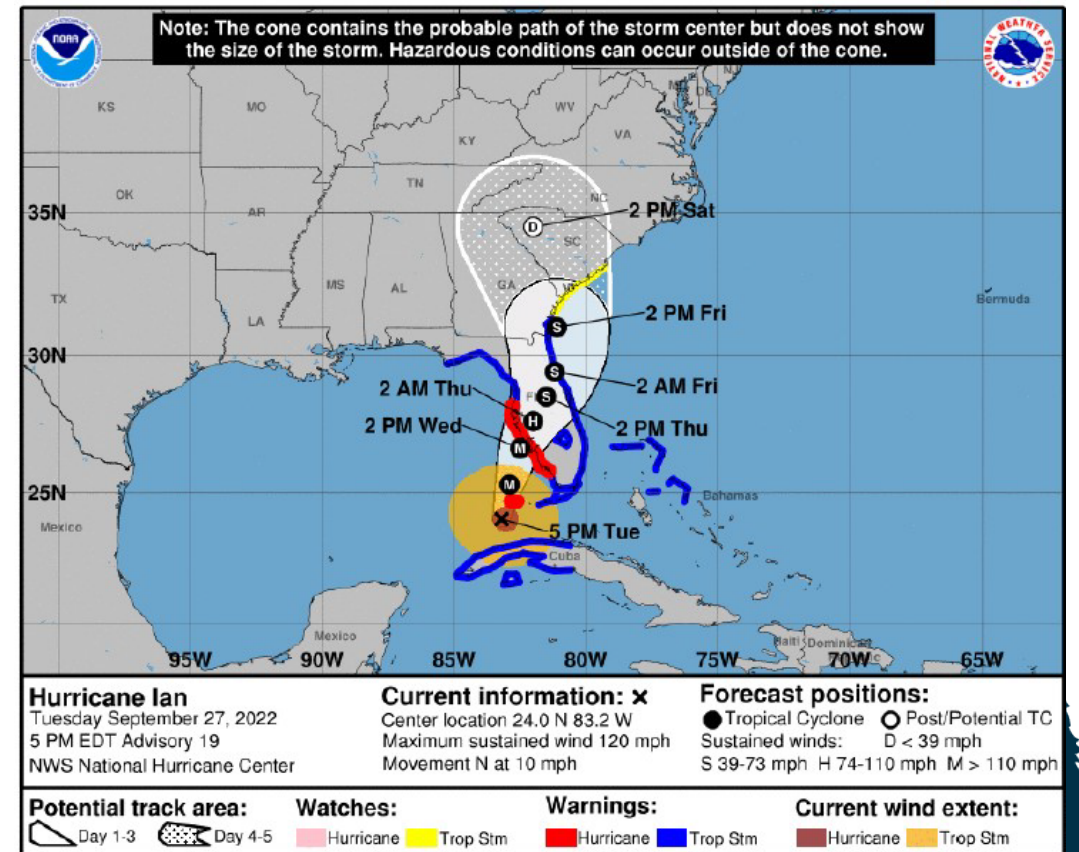 Note: The cone contains the probable path of the storm center but does not show
the size of the storm. Hazardous conditions can occur outside of the cone.
NOAA
NATIONAL WEATHER SERVICE
KS
MO
WV
KY
VA
OK
TN
NC
AR
35N
2 PM Sat
D
SC
MS
AL
GA
TX
Bermuda
LA
S
2 PM Fri
30N
S
2 AM Fri
2 AM Thu
S
H
2 PM Thu
2 PM Wed
M
M
25N
Bahamas
Mexico
5 PM Tue
Cuba
Mexico
Haiti
95W
90W
85W
80W
75W
70W
65W
Hurricane Ian
Tuesday September 27, 2022
5 PM EDT Advisory 19
NWS National Hurricane Center
Current information: ×
Center location 24.0 N 83.2 W
Maximum sustained wind 120 mph
Movement N at 10 mph
Forecast positions:
Tropical Cyclone Post/Potential TC
Sustained winds: D < 39 mph
S 39-73 mph H 74-110 mph M > 110 mph
Potential track area:
Day 1-3 Day 4-5
Watches:
Hurricane Trop Stm
Warnings:
Hurricane Trop Stm
Current wind extent:
Hurricane Trop Stm